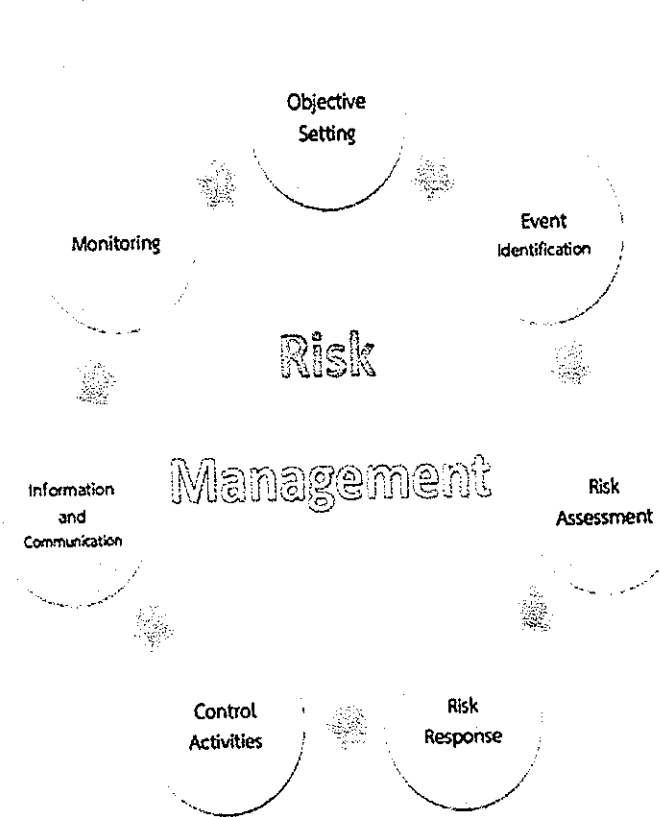 Objective
Setting
Event
Identification
Risk
Assessment
Risk
Response
Control
Activities
Information
and
Communication
Monitoring
Risk
Management